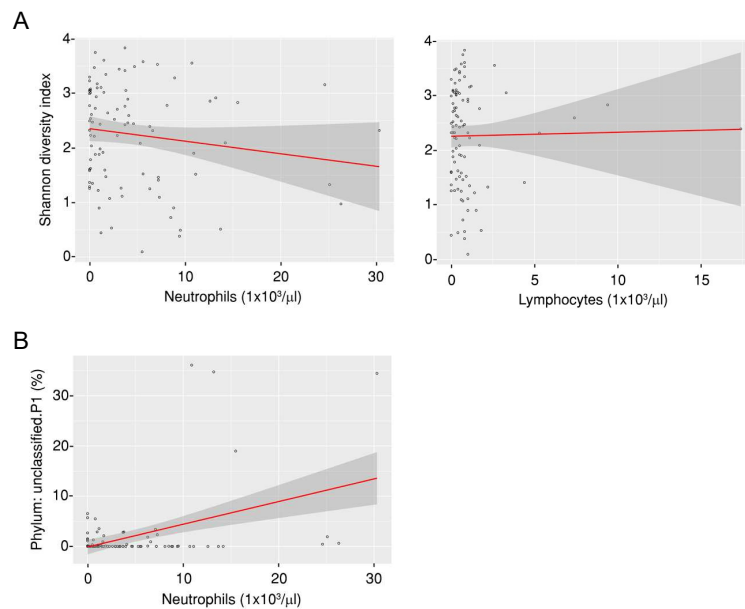 A
Shannon diversity index
4
3
2
1
0
0 10 20 30
Neutrophils (1x10³/µl)
4
3
2
1
0
0 5 10 15
Lymphocytes (1x10³/µl)
B
Phylum: unclassified.P1 (%)
30
20
10
0
0 10 20 30
Neutrophils (1x10³/µl)